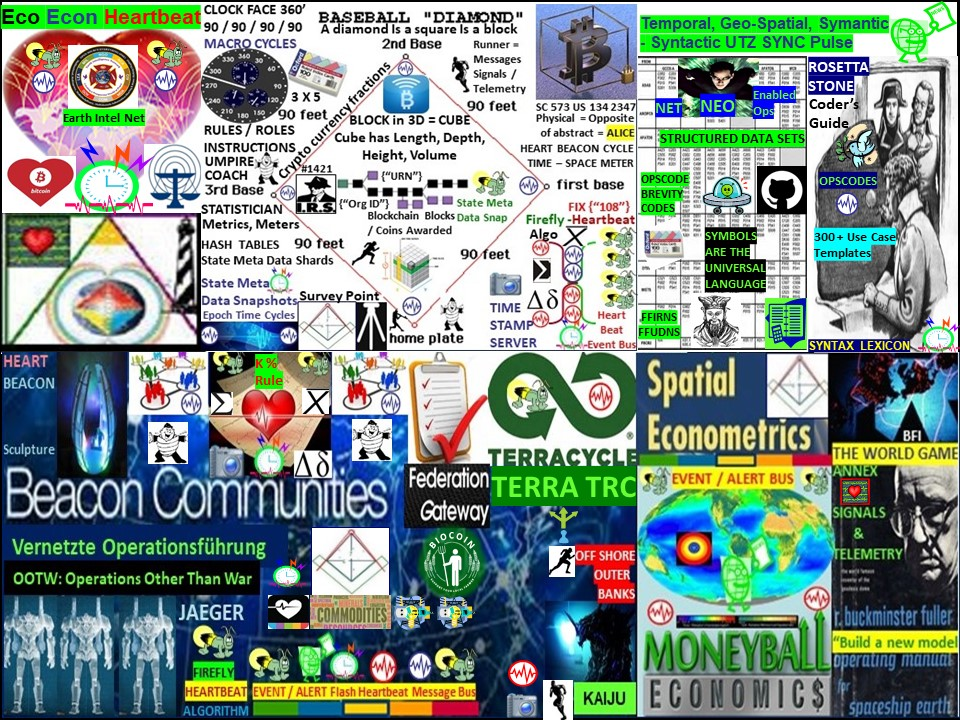 Eco Econ Heartbeat
Earth Intel Net
bitcoin
CLOCK FACE 360'
90 / 90 / 90 / 90
MACRO CYCLES
3 X 5
90 feet
RULES / ROLES
INSTRUCTIONS
UMPIRE
COACH
3rd Base
STATISTICIAN
Metrics, Meters
HASH TABLES
State Meta Data Shards
State Meta
Data Snapshots
Epoch Time Cycles
BASEBALL "DIAMOND"
A diamond is a square is a block
2nd Base
Runner =
Messages
Signals /
Telemetry
90 feet
Crypto currency fractions
BLOCK in 3D = CUBE
Cube has Length, Depth,
Height, Volume
#1421
I.R.S.
{"URN"}
{"Org ID"}
Blockchain Blocks
/ Coins Awarded
State Meta
Data Snap
first base
90 feet
90 feet
Survey Point
home plate
SC 573 US 134 2347
Physical = Opposite
of abstract = ALICE
HEART BEACON CYCLE
TIME – SPACE METER
FIX {"108"}
Firefly -Heartbeat
Algo
X
Σ
Δδ
TIME
STAMP
SERVER
Heart
Beat
-Event Bus
Temporal, Geo-Spatial, Symantic
- Syntactic UTZ SYNC Pulse
NET
NEO
Enabled
Ops
STRUCTURED DATA SETS
OPSCODE
BREVITY
CODES
SYMBOLS
ARE THE
UNIVERSAL
LANGUAGE
FFIRNS
FFUDNS
ROSETTA
STONE
Coder's
Guide
OPSCODES
300+ Use Case
Templates
SYNTAX LEXICON
HEART
BEACON
Sculpture
K %
Rule
Σ
X
Δδ
Beacon Communities
Federation
Gateway
TERRACYCLE
TERRA TRC
Vernetzte Operationsführung
OOTW: Operations Other Than War
JAEGER
FIREFLY
HEARTBEAT
ALGORITHM
BIOCOIN
COMMODITIES
EVENT / ALERT Flash Heartbeat Message Bus
OFF SHORE
OUTER
BANKS
KAIJU
Spatial
Econometrics
EVENT / ALERT BUS
MONEYBALL
ECONOMIC$
BFI
THE WORLD GAME
ANNEX
SIGNALS
&
TELEMETRY
r. buckminster fuller
"Build a new model
operating manual
for
spaceship earth